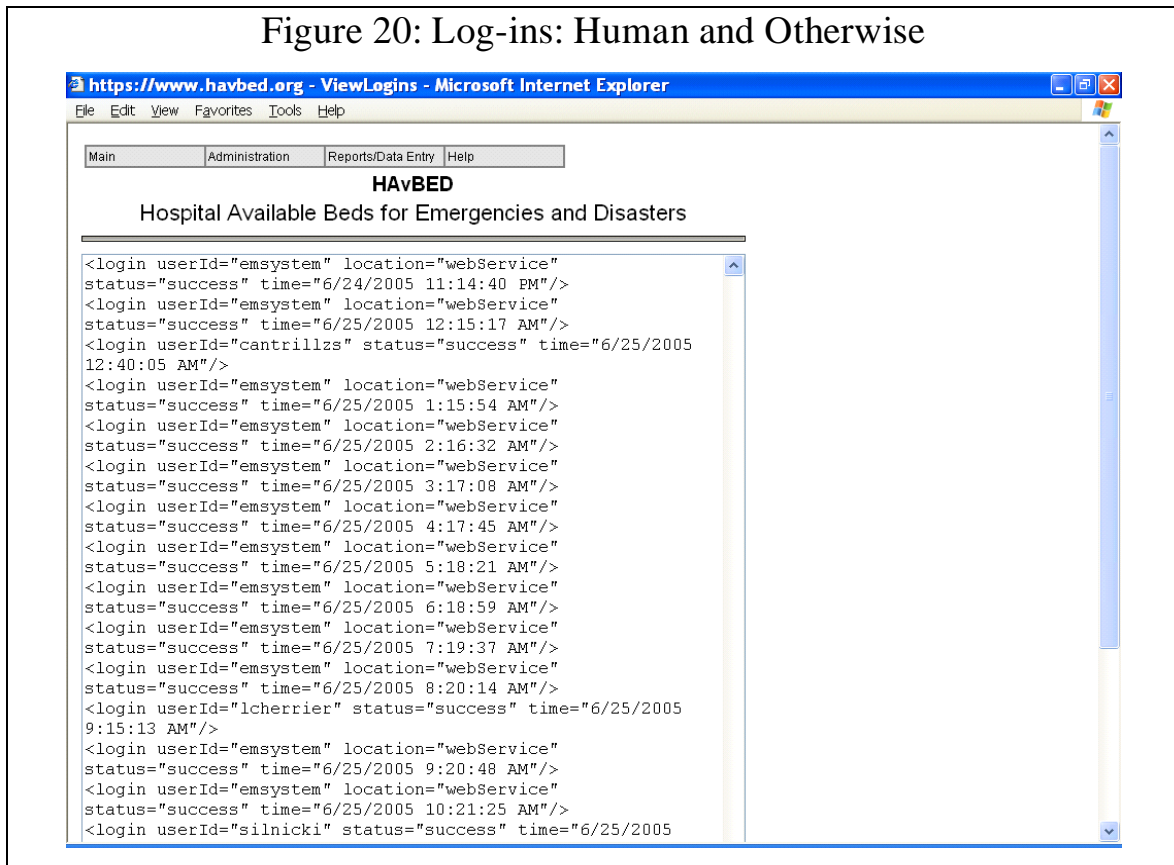 Figure 20: Log-ins: Human and Otherwise
https://www.havbed.org - ViewLogins - Microsoft Internet Explorer
File Edit View Favorites Tools Help
Main Administration Reports/Data Entry Help
HAvBED
Hospital Available Beds for Emergencies and Disasters
<login userId="emsystem" location="webService"
status="success" time="6/24/2005 11:14:40 PM"/>
<login userId="emsystem" location="webService"
status="success" time="6/25/2005 12:15:17 AM"/>
<login userId="cantrillzs" status="success" time="6/25/2005
12:40:05 AM"/>
<login userId="emsystem" location="webService"
status="success" time="6/25/2005 1:15:54 AM"/>
<login userId="emsystem" location="webService"
status="success" time="6/25/2005 2:16:32 AM"/>
<login userId="emsystem" location="webService"
status="success" time="6/25/2005 3:17:08 AM"/>
<login userId="emsystem" location="webService"
status="success" time="6/25/2005 4:17:45 AM"/>
<login userId="emsystem" location="webService"
status="success" time="6/25/2005 5:18:21 AM"/>
<login userId="emsystem" location="webService"
status="success" time="6/25/2005 6:18:59 AM"/>
<login userId="emsystem" location="webService"
status="success" time="6/25/2005 7:19:37 AM"/>
<login userId="emsystem" location="webService"
status="success" time="6/25/2005 8:20:14 AM"/>
<login userId="lcherrier" status="success" time="6/25/2005
9:15:13 AM"/>
<login userId="emsystem" location="webService"
status="success" time="6/25/2005 9:20:48 AM"/>
<login userId="emsystem" location="webService"
status="success" time="6/25/2005 10:21:25 AM"/>
<login userId="silnicki" status="success" time="6/25/2005